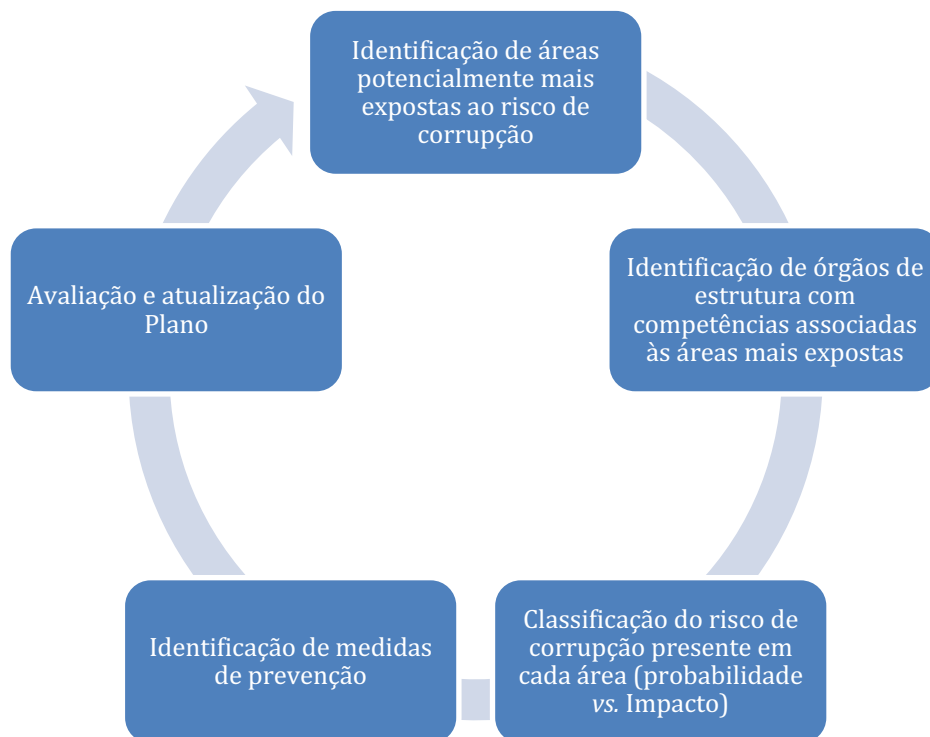 Identificação de áreas
potencialmente mais
expostas ao risco de
corrupção
Identificação de órgãos de
estrutura com
competências associadas
às áreas mais expostas
Classificação do risco de
corrupção presente em
cada área (probabilidade
vs. Impacto)
Identificação de medidas
de prevenção
Avaliação e atualização do
Plano